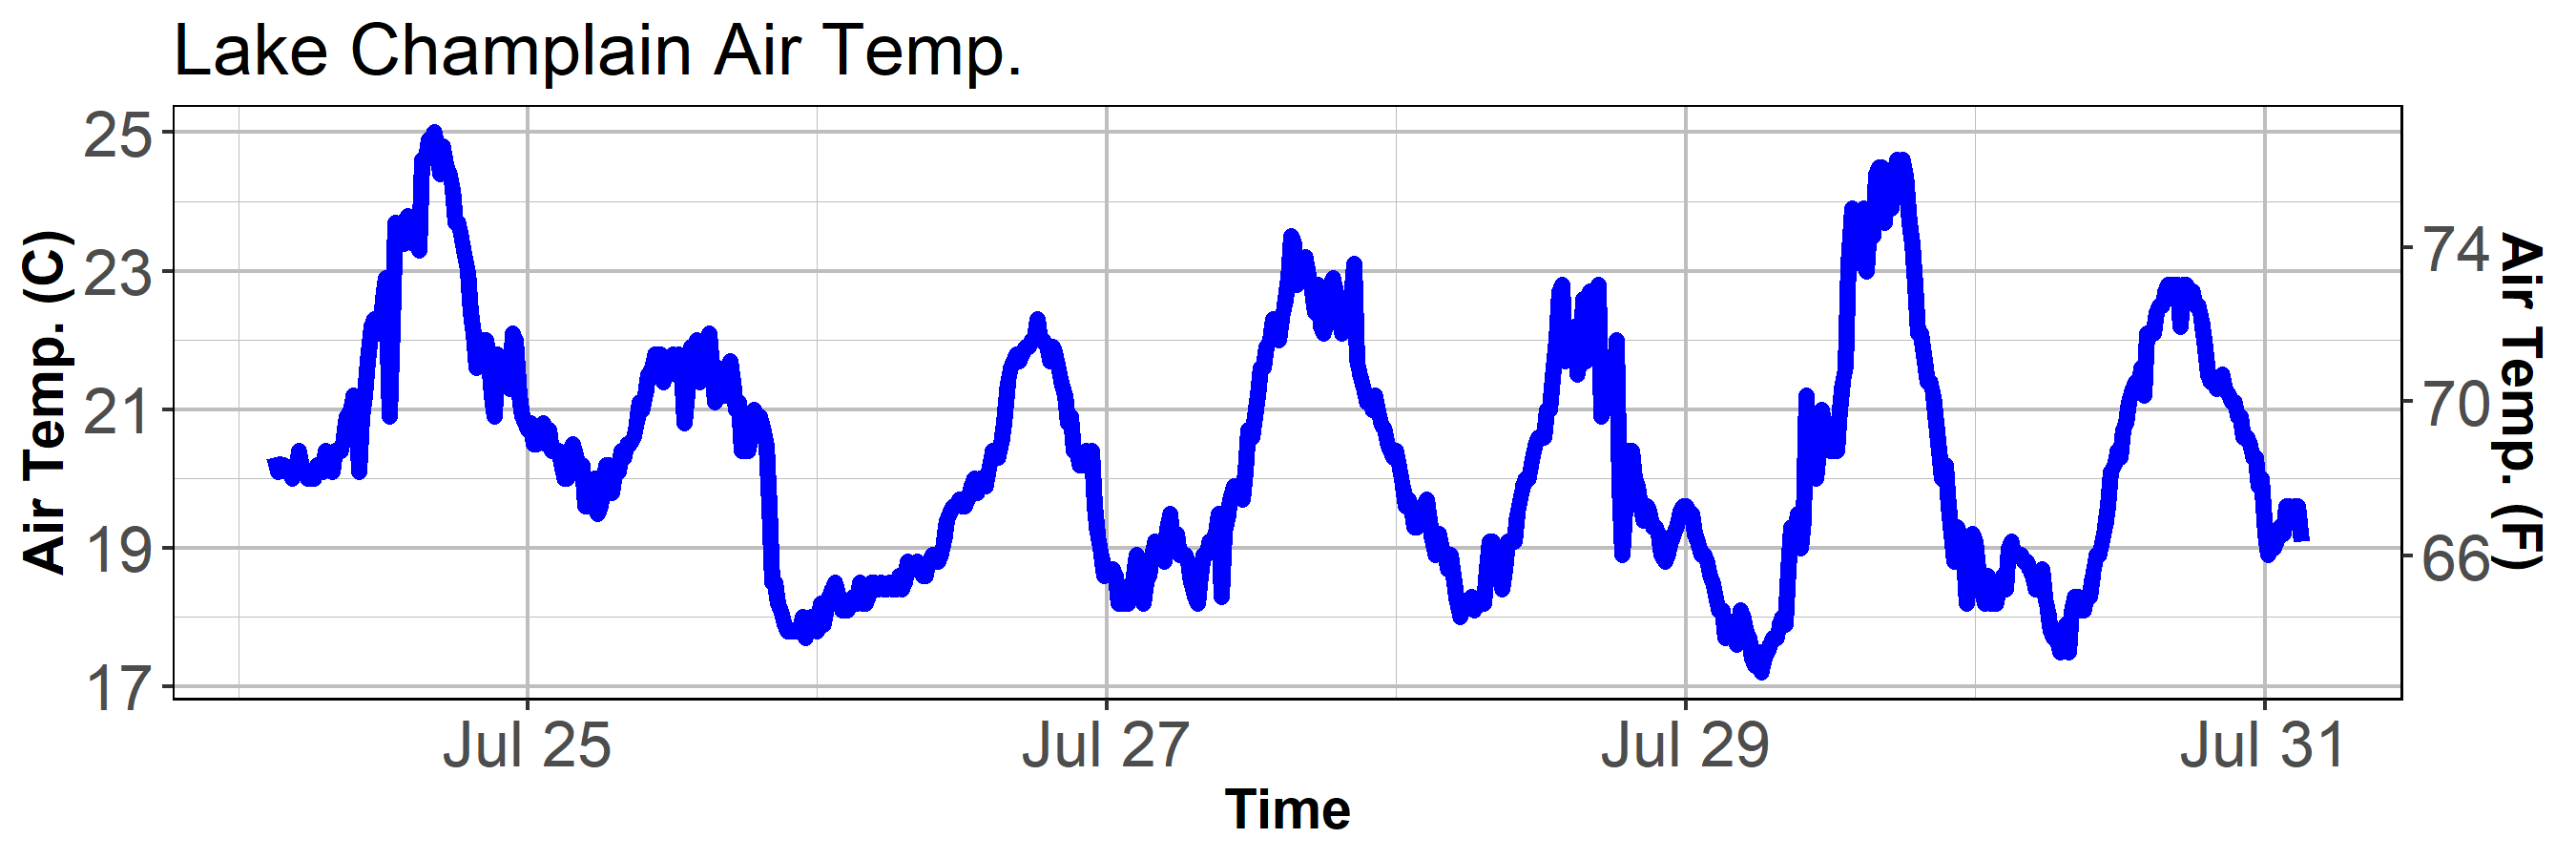 Lake Champlain Air Temp.
Air Temp. (C)
25
23
21
19
17
74
70
66
Air Temp. (F)
Jul 25
Jul 27
Jul 29
Jul 31
Time